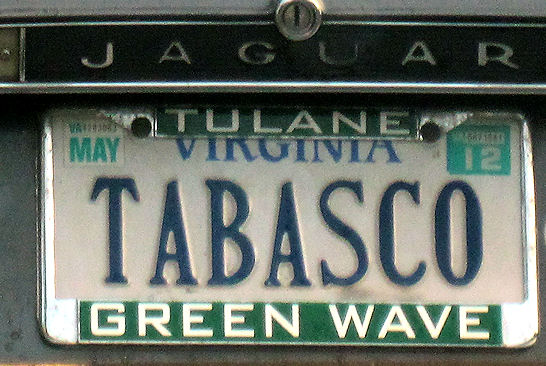 JAGUAR
TULANE
MAY VIRGINIA 12
TABASCO
GREEN WAVE